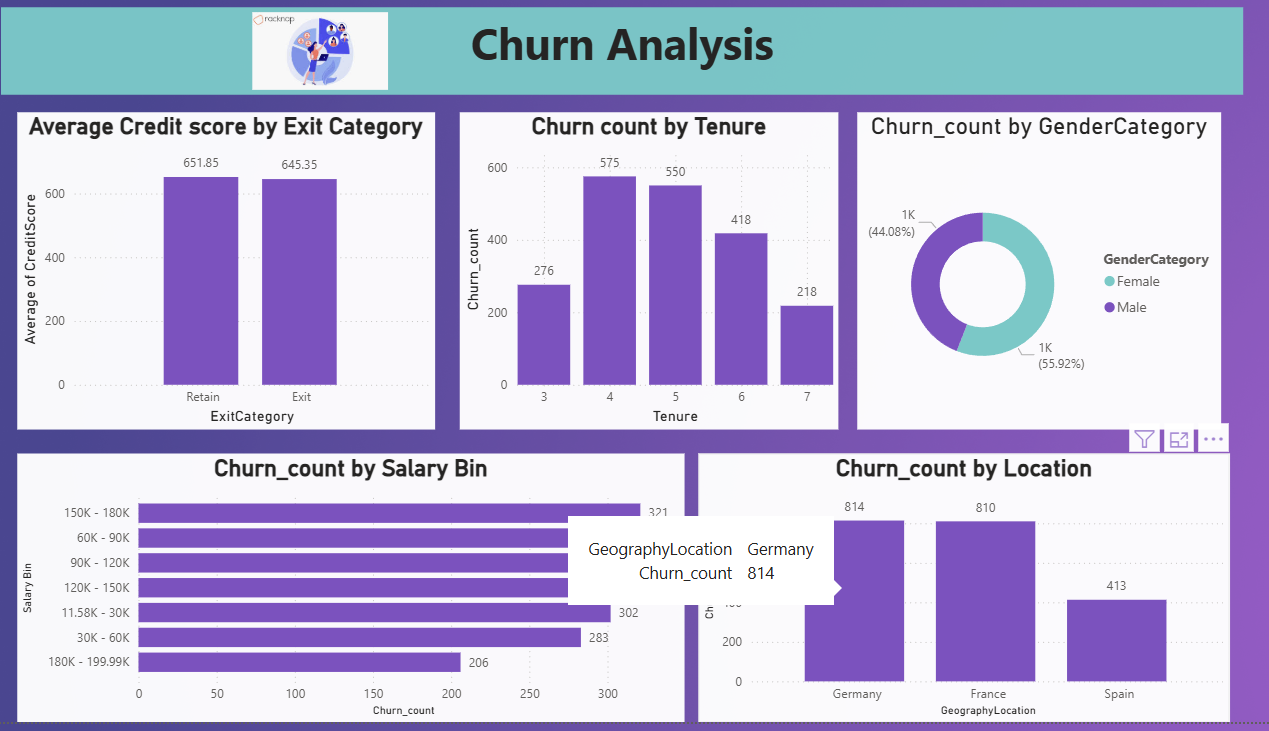 racknap
Churn Analysis
Average Credit score by Exit Category
Average of CreditScore
600
400
200
0
651.85
645.35
Retain
Exit
ExitCategory
Churn count by Tenure
Churn_count
600
400
200
0
276
575
550
418
218
3
4
5
6
7
Tenure
Churn_count by GenderCategory
1K
(44.08%)
1K
(55.92%)
GenderCategory
Female
Male
Churn_count by Salary Bin
Salary Bin
150K - 180K
321
60K - 90K
90K - 120K
120K - 150K
11.58K - 30K
302
30K - 60K
283
180K - 199.99K
206
0
50
100
150
200
250
300
Churn_count
Churn_count by Location
GeographyLocation Germany
Churn_count 814
814
810
413
200
0
Germany
France
Spain
GeographyLocation